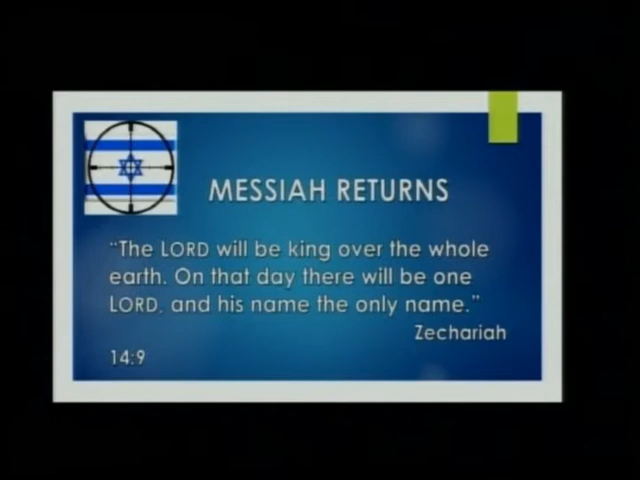 MESSIAH RETURNS
“The LORD will be king over the whole
earth. On that day there will be one
LORD, and his name the only name.”
Zechariah
14:9